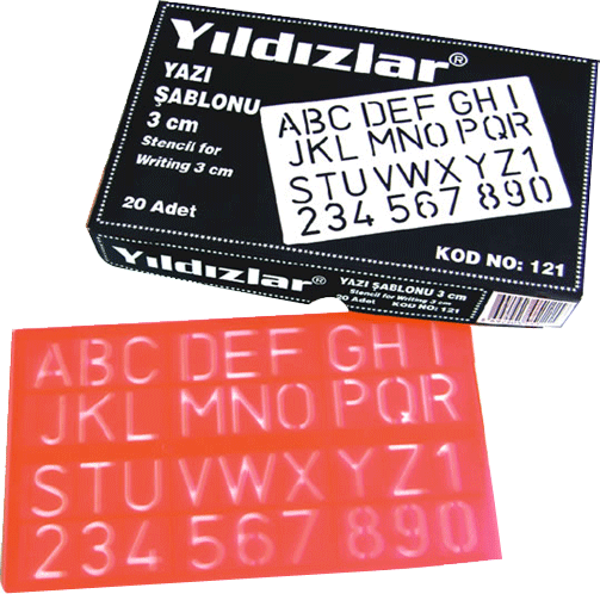 Yıldızlar®
YAZI
ŞABLONU
3 cm
Stencil for
Writing 3 cm
20 Adet
ABC DEF GH I
JKL MNO PQR
STU VWX YZ1
234 567 890
KOD NO: 121
Yıldızlar®
YAZI ŞABLONU 3 cm
Stencil for Writing 3 cm
20 Adet KOD NO: 121
ABC DEF GH I
JKL MNO PQR
STU VWX YZ1
234 567 890